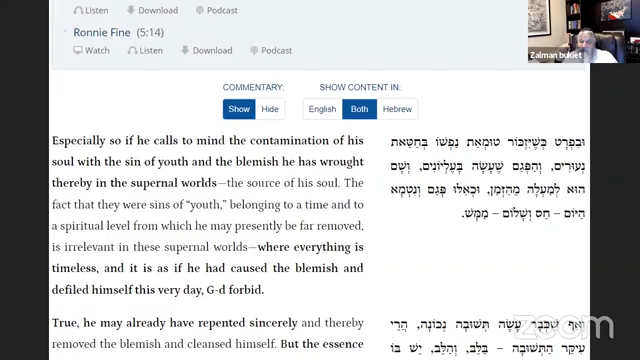 Listen Download Podcast
Ronnie Fine (5:14)
Watch Listen Download Podcast
Zalman bukiet
COMMENTARY: SHOW CONTENT IN:
Show Hide English Both Hebrew
Especially so if he calls to mind the contamination of his
soul with the sin of youth and the blemish he has wrought
thereby in the supernal worlds—the source of his soul. The
fact that they were sins of “youth,” belonging to a time and to
a spiritual level from which he may presently be far removed,
is irrelevant in these supernal worlds—where everything is
timeless, and it is as if he had caused the blemish and
defiled himself this very day, G-d forbid.
וּבִפְרָט כְּשֶׁיִּזְכּוֹר טוּמְאַת נַפְשׁוֹ בְּחַטַּאת
נְעוּרִים, וְהַפְּגָם שֶׁעָשָׂה בָּעֶלְיוֹנִים, וְשָׁם
הוּא לְמַעְלָה מֵהַזְּמַן, וּכְאִלּוּ פָּגַם וְנִטְמָא
הַיּוֹם – חַס וְשָׁלוֹם – מַמָּשׁ.
True, he may already have repented sincerely and thereby
removed the blemish and cleansed himself. But the essence
וְאַף שֶׁכְּבָר עָשָׂה תְּשׁוּבָה נְכוֹנָה, הֲרֵי
עִיקַּר הַתְּשׁוּבָה – בַּלֵּב, וְהַלֵּב, יֵשׁ בּוֹ
zoom